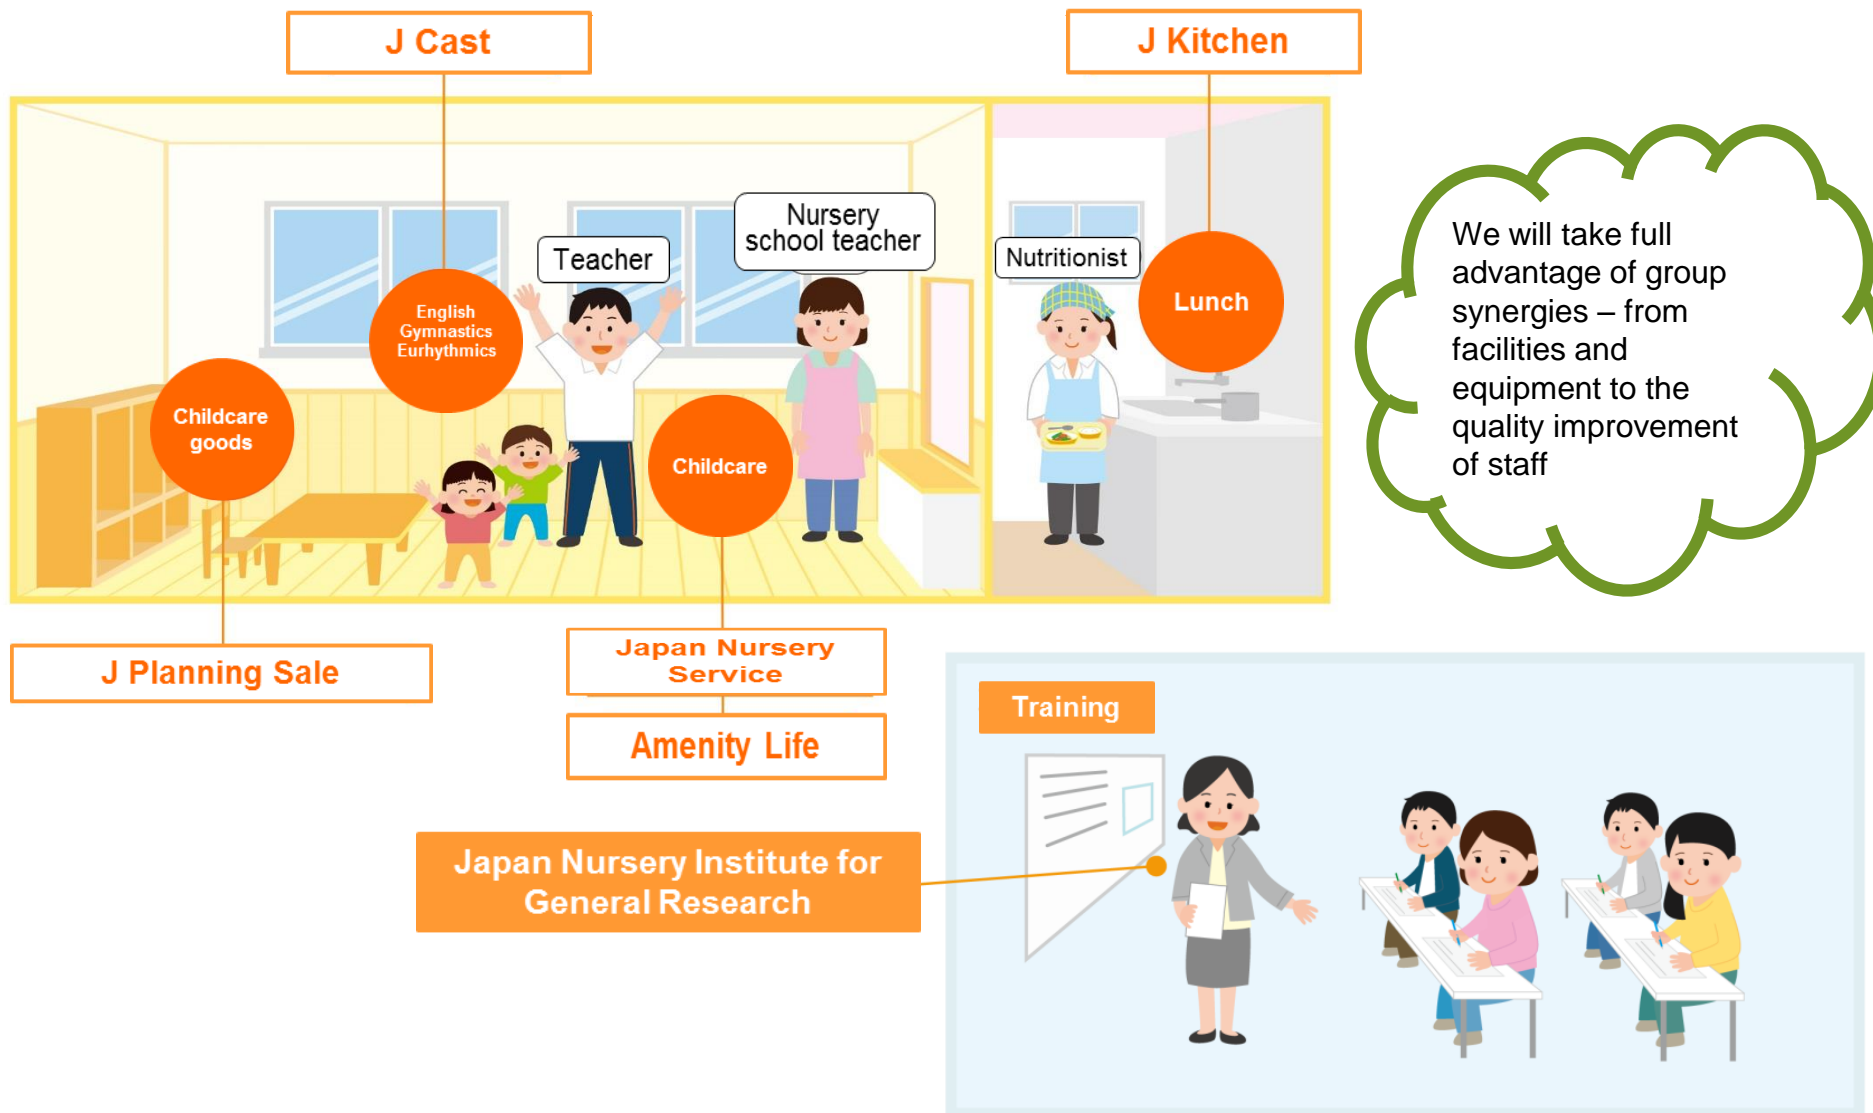 J Cast
J Kitchen
Teacher
Nursery
school teacher
Nutritionist
English
Gymnastics
Eurhythmics
Lunch
Childcare
goods
Childcare
We will take full
advantage of group
synergies – from
facilities and
equipment to the
quality improvement
of staff
J Planning Sale
Japan Nursery
Service
Amenity Life
Training
Japan Nursery Institute for
General Research